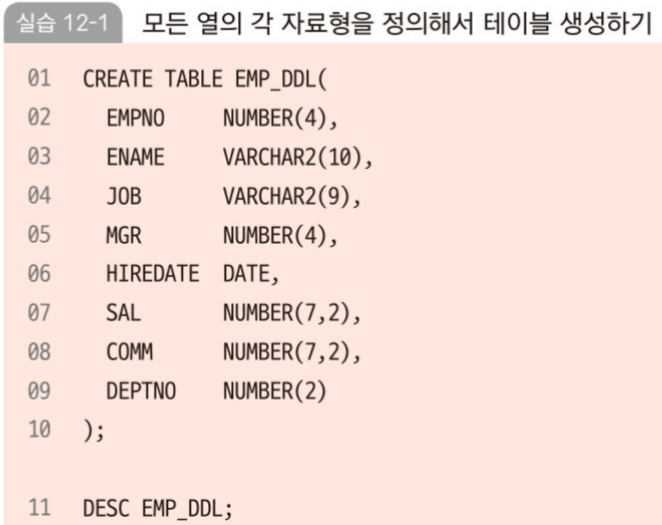 실습 12-1 모든 열의 각 자료형을 정의해서 테이블 생성하기
01 CREATE TABLE EMP_DDL(
02 EMPNO NUMBER(4),
03 ENAME VARCHAR2(10),
04 JOB VARCHAR2(9),
05 MGR NUMBER(4),
06 HIREDATE DATE,
07 SAL NUMBER(7,2),
08 COMM NUMBER(7,2),
09 DEPTNO NUMBER(2)
10 );
11 DESC EMP_DDL;